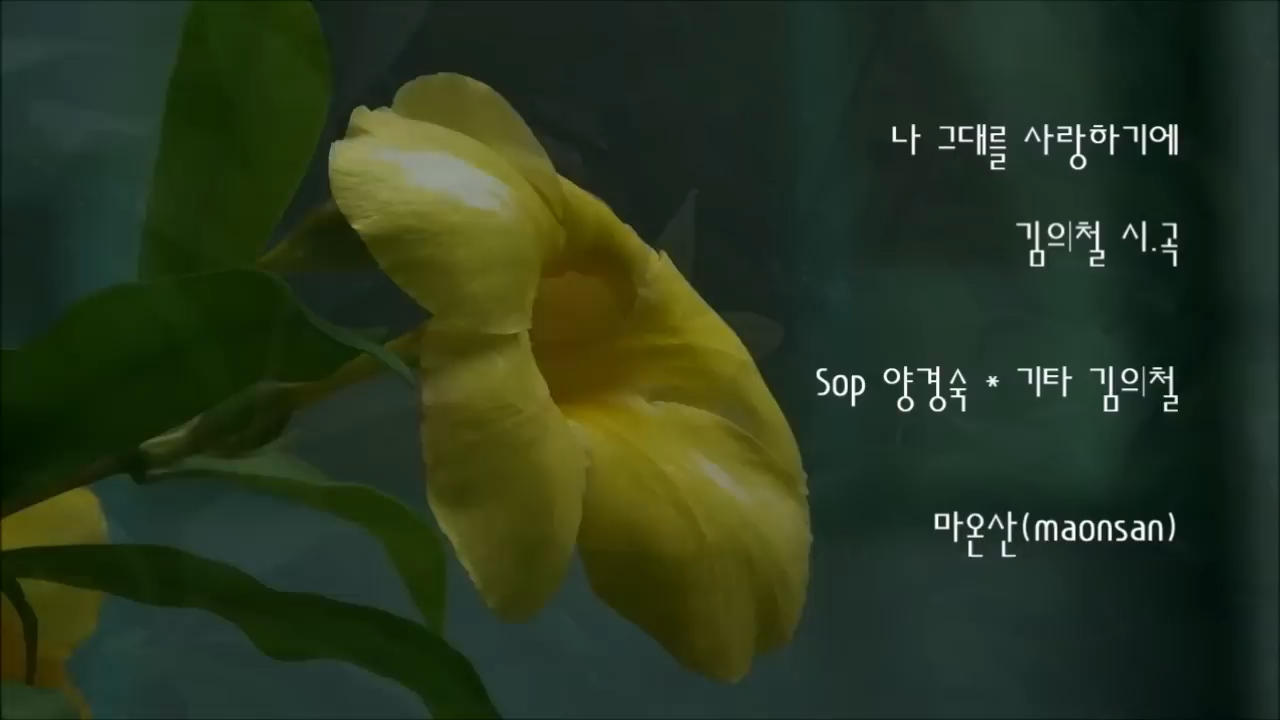 나 그대를 사랑하기에
김의철 시.곡
Sop 양경숙 * 기타 김의철
마온산(maonsan)